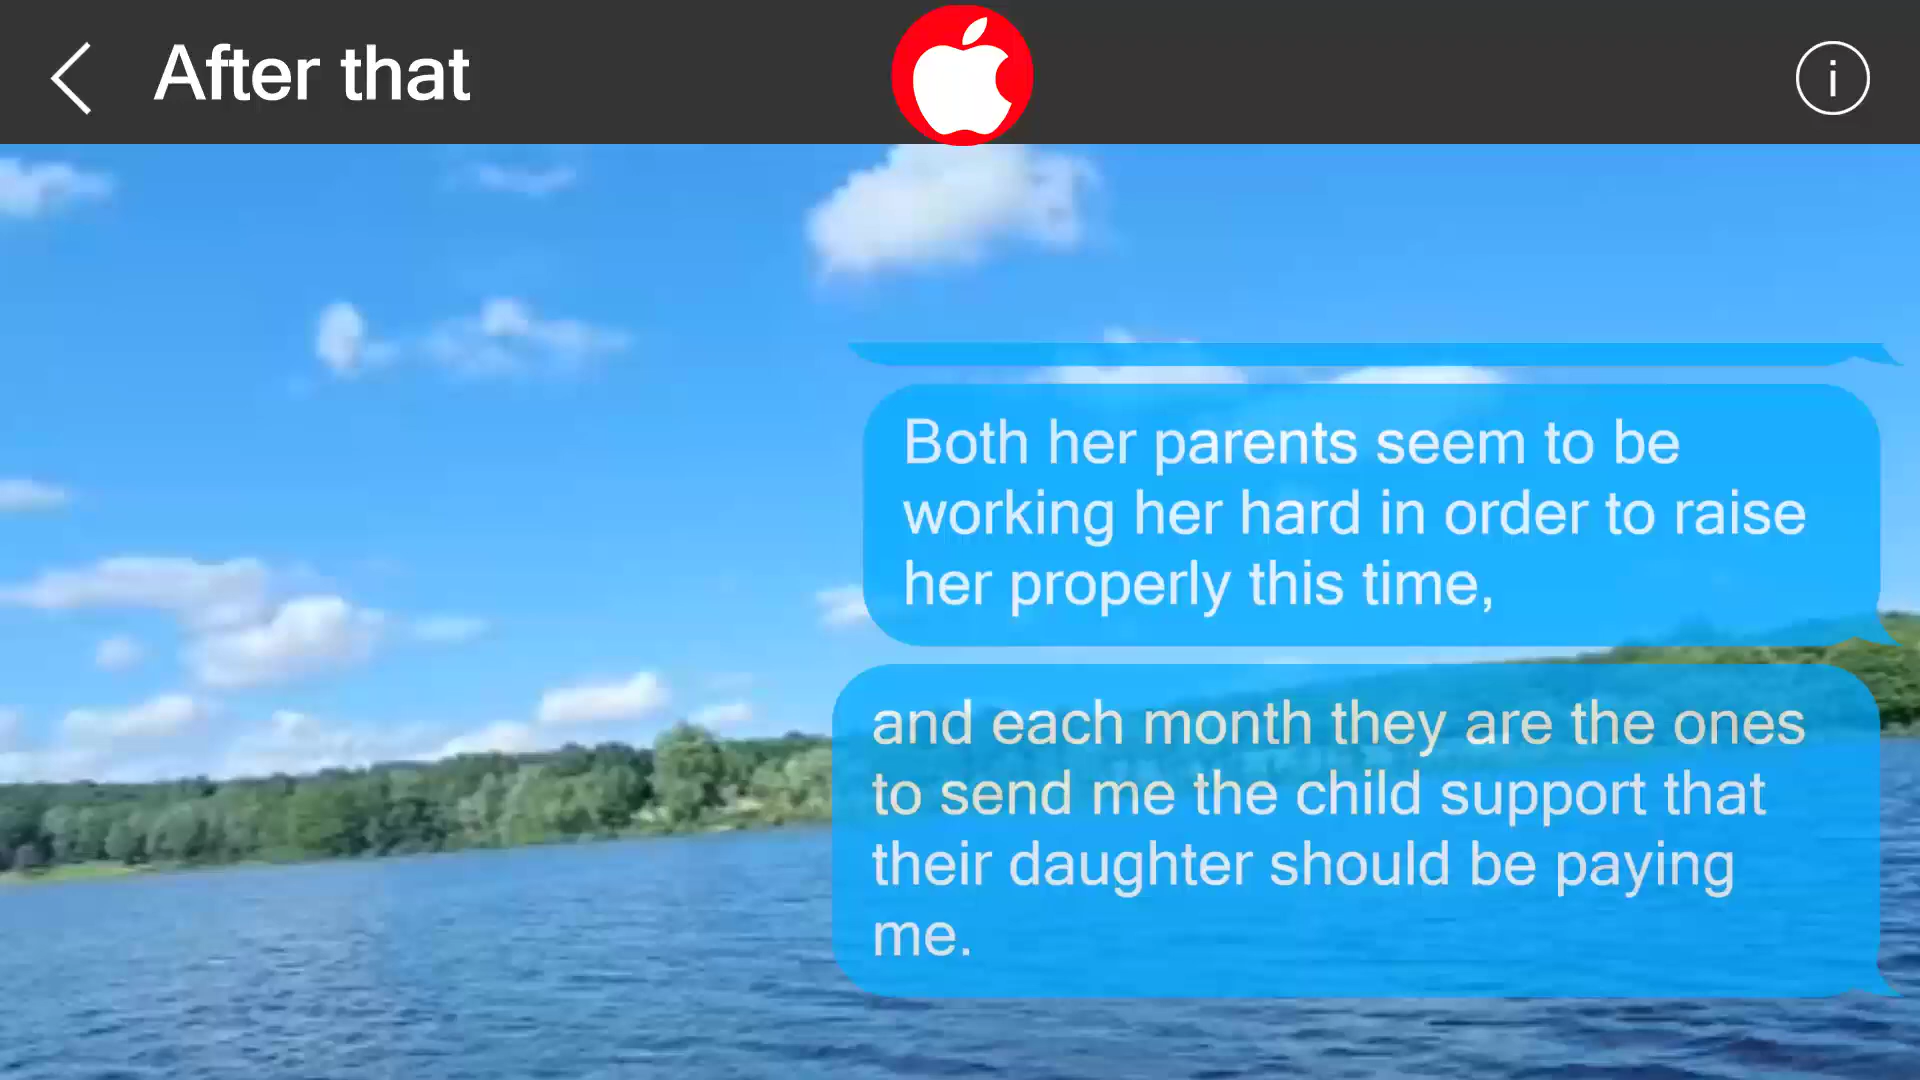 After that
Both her parents seem to be
working her hard in order to raise
her properly this time,
and each month they are the ones
to send me the child support that
their daughter should be paying
me.